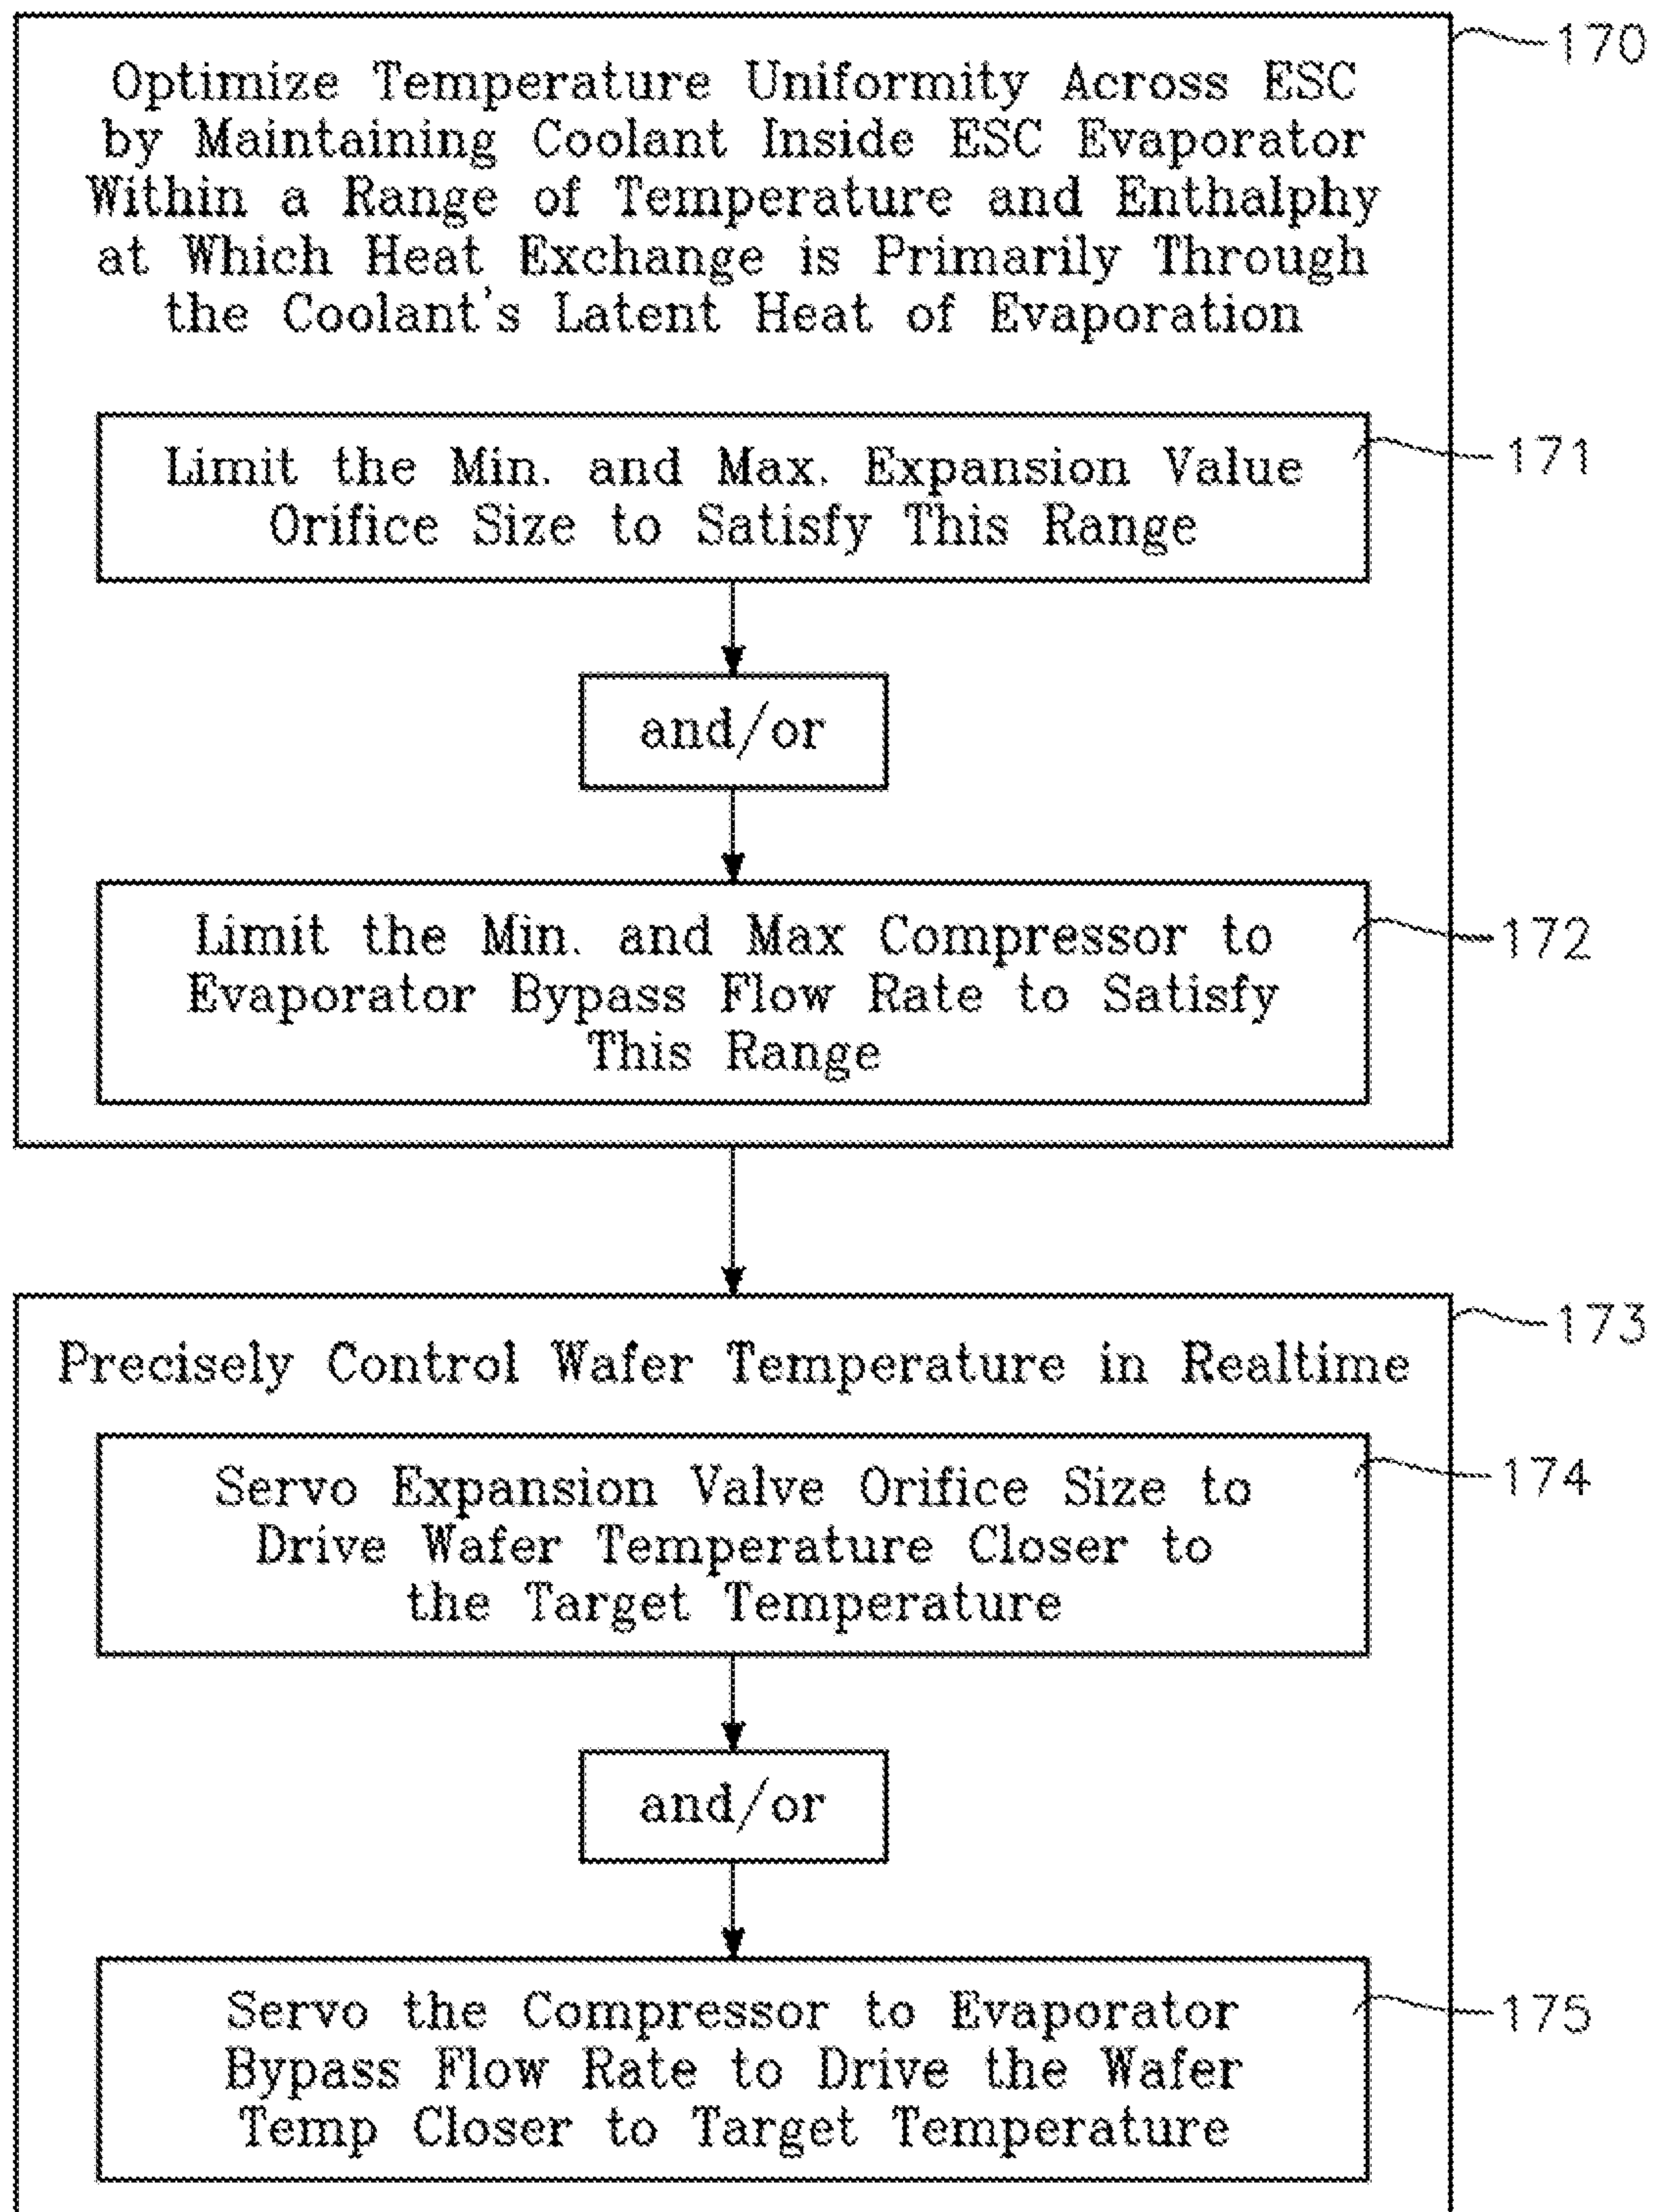 170
Optimize Temperature Uniformity Across ESC
by Maintaining Coolant Inside ESC Evaporator
Within a Range of Temperature and Enthalphy
at Which Heat Exchange is Primarily Through
the Coolant's Latent Heat of Evaporation
171
Limit the Min. and Max. Expansion Value
Orifice Size to Satisfy This Range
and/or
172
Limit the Min. and Max Compressor to
Evaporator Bypass Flow Rate to Satisfy
This Range
173
Precisely Control Wafer Temperature in Realtime
174
Servo Expansion Valve Orifice Size to
Drive Wafer Temperature Closer to
the Target Temperature
and/or
175
Servo the Compressor to Evaporator
Bypass Flow Rate to Drive the Wafer
Temp Closer to Target Temperature